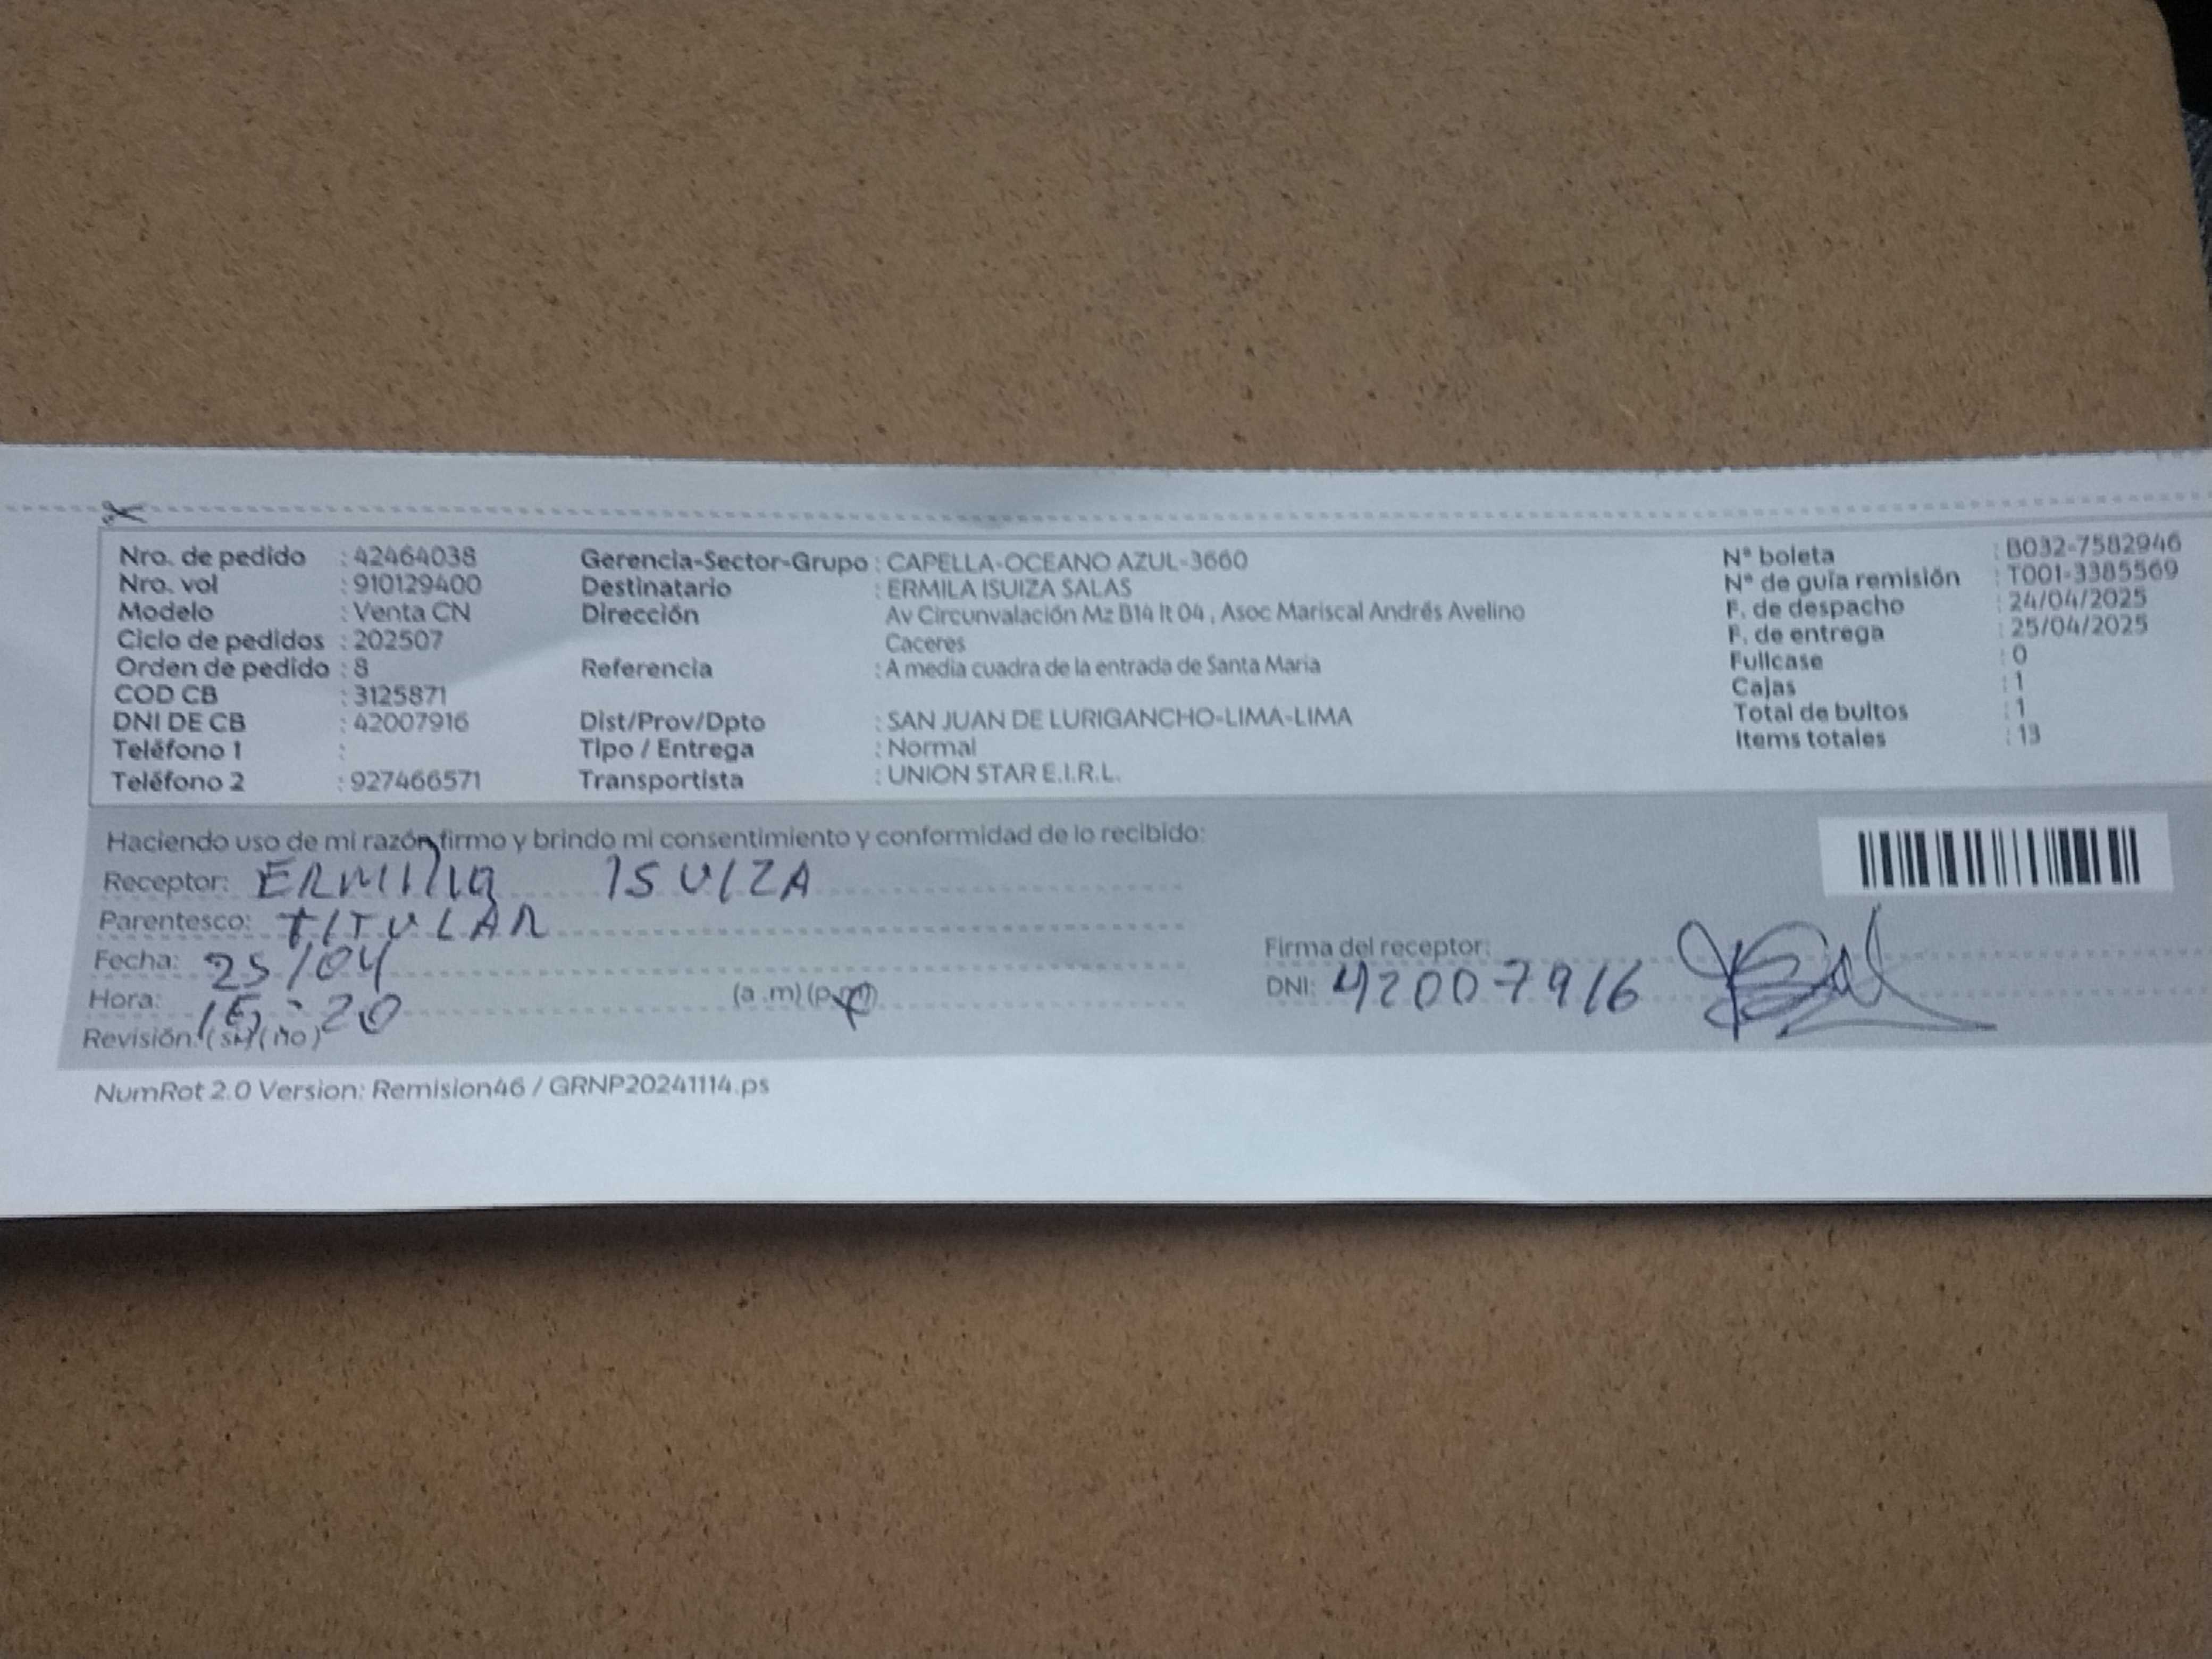 Nro. de pedido : 42464038
Nro. vol : 910129400
Modelo : Venta CN
Ciclo de pedidos : 202507
Orden de pedido : 8
COD CB : 3125871
DNI DE CB : 42007916
Teléfono 1 :
Teléfono 2 : 927466571
Gerencia-Sector-Grupo : CAPELLA-OCEANO AZUL-3660
Destinatario : ERMILA ISUIZA SALAS
Dirección Av Circunvalación Mz B14 lt 04 , Asoc Mariscal Andrés Avelino
Caceres
Referencia : A media cuadra de la entrada de Santa Maria
Dist/Prov/Dpto : SAN JUAN DE LURIGANCHO-LIMA-LIMA
Tipo / Entrega : Normal
Transportista : UNION STAR E.I.R.L.
N° boleta : B032-7582946
N° de guía remisión : T001-3385569
F. de despacho : 24/04/2025
F. de entrega : 25/04/2025
Fullcase : 0
Cajas : 1
Total de bultos : 1
Items totales : 13
Haciendo uso de mi razón firmo y brindo mi consentimiento y conformidad de lo recibido:
Receptor: ERMILIA ISUIZA
Parentesco: TITULAR
Fecha: 25/04
Hora: 15:20 (a .m) (p.m)
Revisión: (si) (no)
Firma del receptor:
DNI: 42007916
NumRot 2.0 Version: Remision46 / GRNP20241114.ps